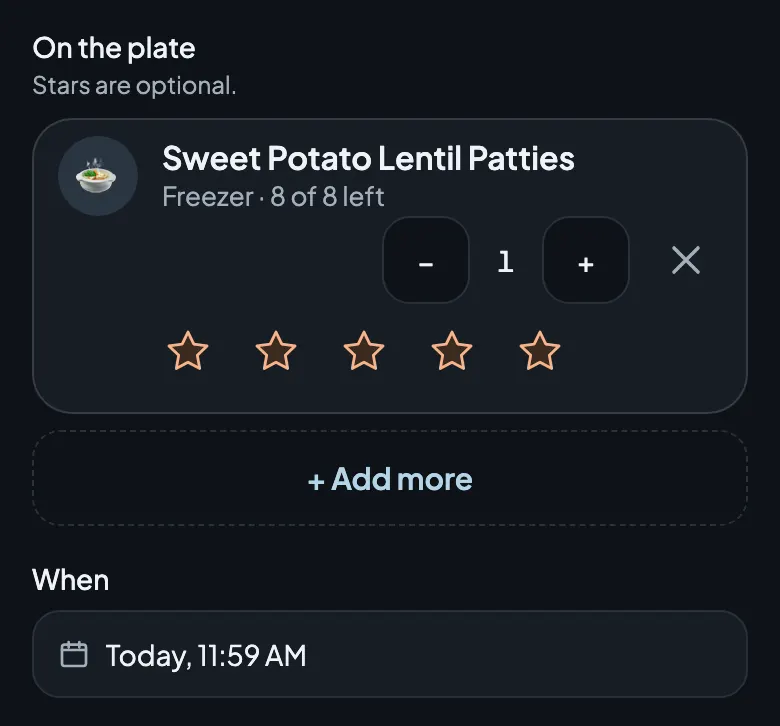 On the plate
Stars are optional.
Sweet Potato Lentil Patties
Freezer · 8 of 8 left
- 1 +
+ Add more
When
Today, 11:59 AM